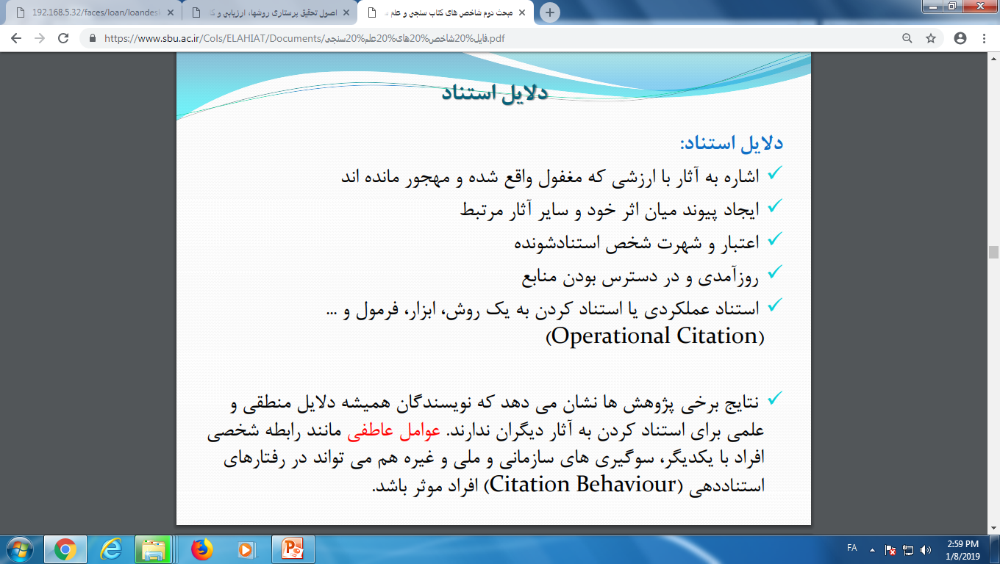 192.168.5.32/faces/loan/loandes
اصول تحقیق پرستاری روشها، ارزیابی و ک
مبحث دوم شاخص های کتاب سنجی و علم س
https://www.sbu.ac.ir/Cols/ELAHIAT/Documents/فایل%20شاخص%20های%20علم%20سنجی.pdf
دلایل استناد
دلایل استناد:
اشاره به آثار با ارزشی که مغفول واقع شده و مهجور مانده اند
ایجاد پیوند میان اثر خود و سایر آثار مرتبط
اعتبار و شهرت شخص استنادشونده
روزآمدی و در دسترس بودن منابع
استناد عملکردی یا استناد کردن به یک روش، ابزار، فرمول و ...
(Operational Citation)
نتایج برخی پژوهش ها نشان می دهد که نویسندگان همیشه دلایل منطقی و
علمی برای استناد کردن به آثار دیگران ندارند. عوامل عاطفی مانند رابطه شخصی
افراد با یکدیگر، سوگیری های سازمانی و ملی و غیره هم می تواند در رفتارهای
استناددهی (Citation Behaviour) افراد موثر باشد.
FA
2:59 PM
1/8/2019